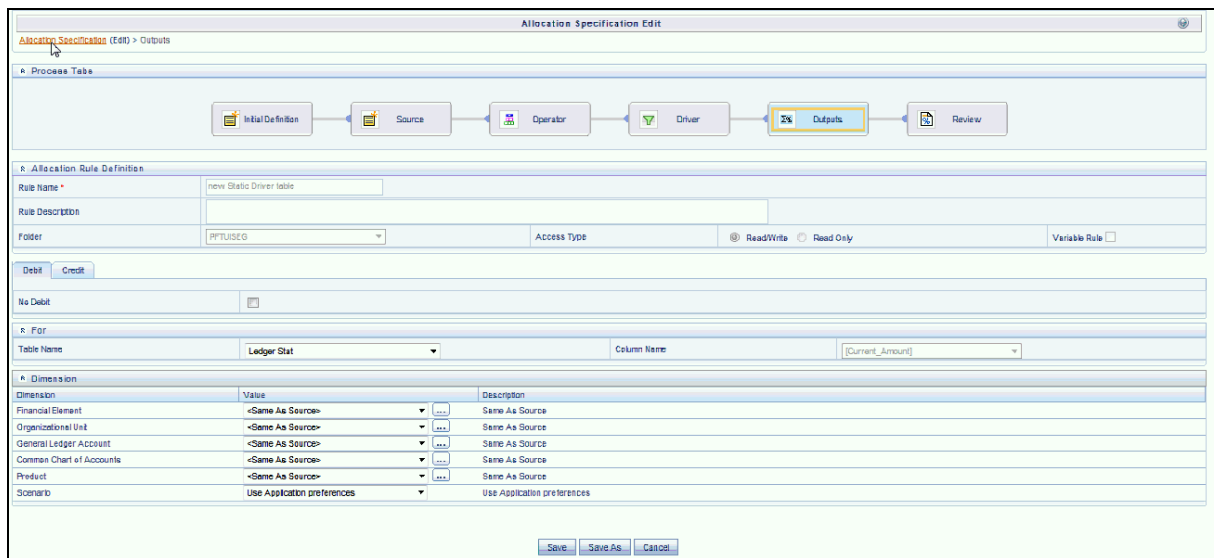 Allocation Specification Edit
Allocation Specification (Edit) > Outputs
Process Tabs
Initial Definition
Source
Operator
Driver
Outputs
Review
Allocation Rule Definition
Rule Name *
new Static Driver table
Rule Description
Folder
PFTUISEG
Access Type
Read/Write
Read Only
Variable Rule
Debit
Credit
No Debit
For
Table Name
Ledger Stat
Column Name
[Current_Amount]
Dimension
Dimension Value Description
Financial Element <Same As Source> ... Same As Source
Organizational Unit <Same As Source> ... Same As Source
General Ledger Account <Same As Source> ... Same As Source
Common Chart of Accounts <Same As Source> ... Same As Source
Product <Same As Source> ... Same As Source
Scenario Use Application preferences Use Application preferences
Save Save As Cancel